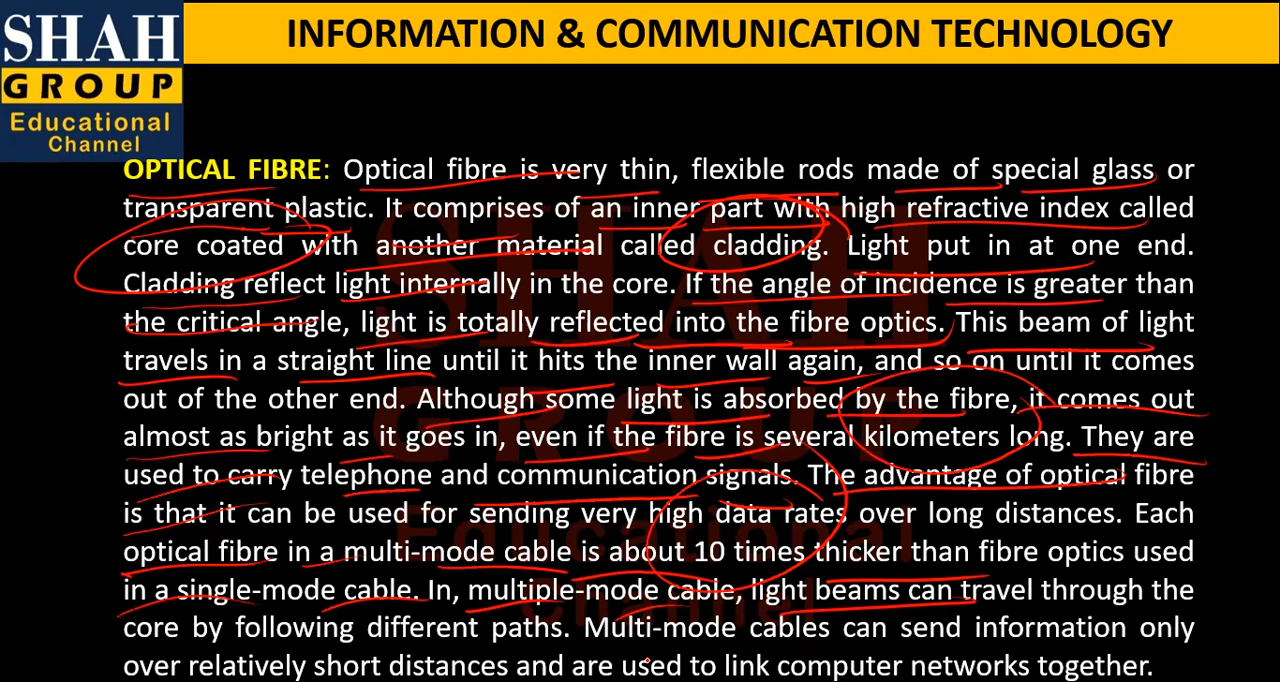 SHAH
GROUP
Educational
Channel
INFORMATION & COMMUNICATION TECHNOLOGY
OPTICAL FIBRE: Optical fibre is very thin, flexible rods made of special glass or
transparent plastic. It comprises of an inner part with high refractive index called
core coated with another material called cladding. Light put in at one end.
Cladding reflect light internally in the core. If the angle of incidence is greater than
the critical angle, light is totally reflected into the fibre optics. This beam of light
travels in a straight line until it hits the inner wall again, and so on until it comes
out of the other end. Although some light is absorbed by the fibre, it comes out
almost as bright as it goes in, even if the fibre is several kilometers long. They are
used to carry telephone and communication signals. The advantage of optical fibre
is that it can be used for sending very high data rates over long distances. Each
optical fibre in a multi-mode cable is about 10 times thicker than fibre optics used
in a single-mode cable. In, multiple-mode cable, light beams can travel through the
core by following different paths. Multi-mode cables can send information only
over relatively short distances and are used to link computer networks together.
SHAH
GROUP
Educational
Channel